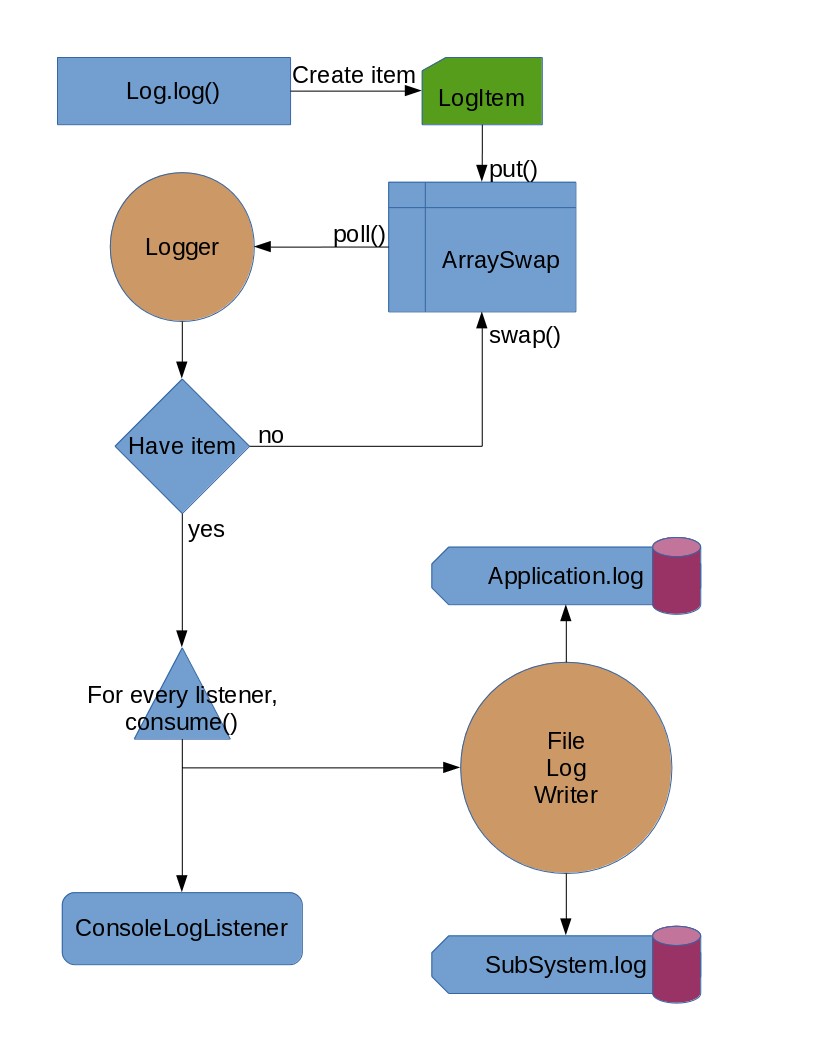 Log.log()
Create item
LogItem
put()
Logger
poll()
ArraySwap
swap()
Have item
no
yes
Application.log
For every listener,
consume()
File
Log
Writer
ConsoleLogListener
SubSystem.log